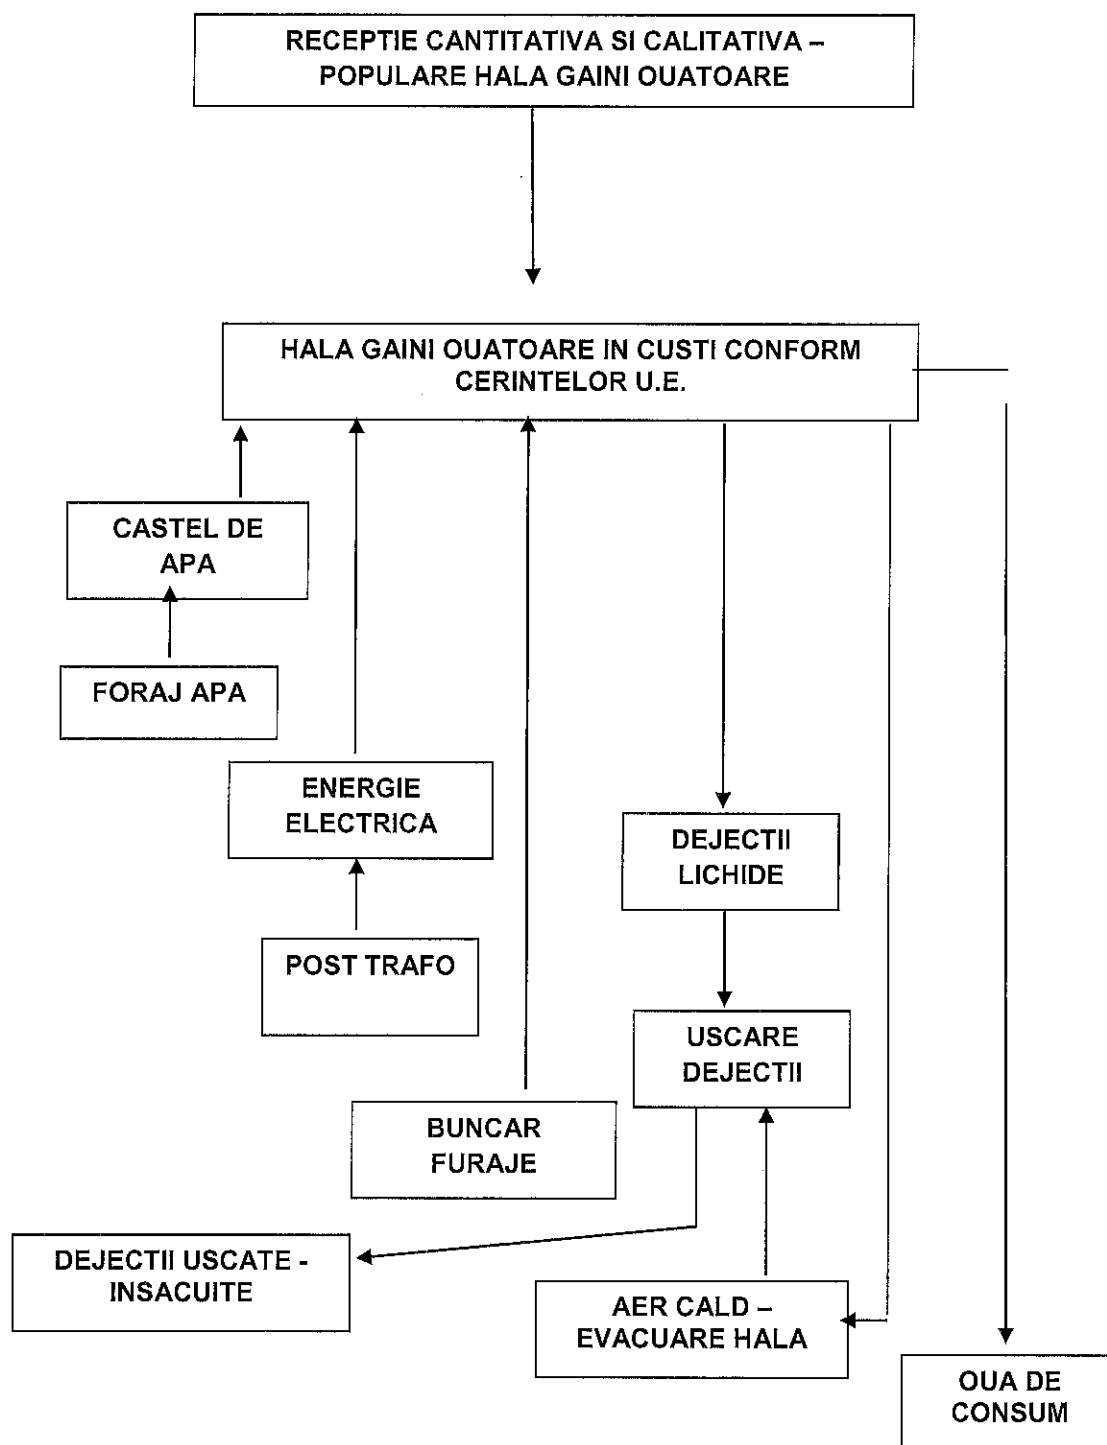 RECEPTIE CANTITATIVA SI CALITATIVA –
POPULARE HALA GAINI OUATOARE
HALA GAINI OUATOARE IN CUSTI CONFORM
CERINTELOR U.E.
CASTEL DE
APA
FORAJ APA
ENERGIE
ELECTRICA
DEJECTII
LICHIDE
POST TRAFO
USCARE
DEJECTII
BUNCAR
FURAJE
DEJECTII USCATE -
INSACUITE
AER CALD –
EVACUARE HALA
OUA DE
CONSUM